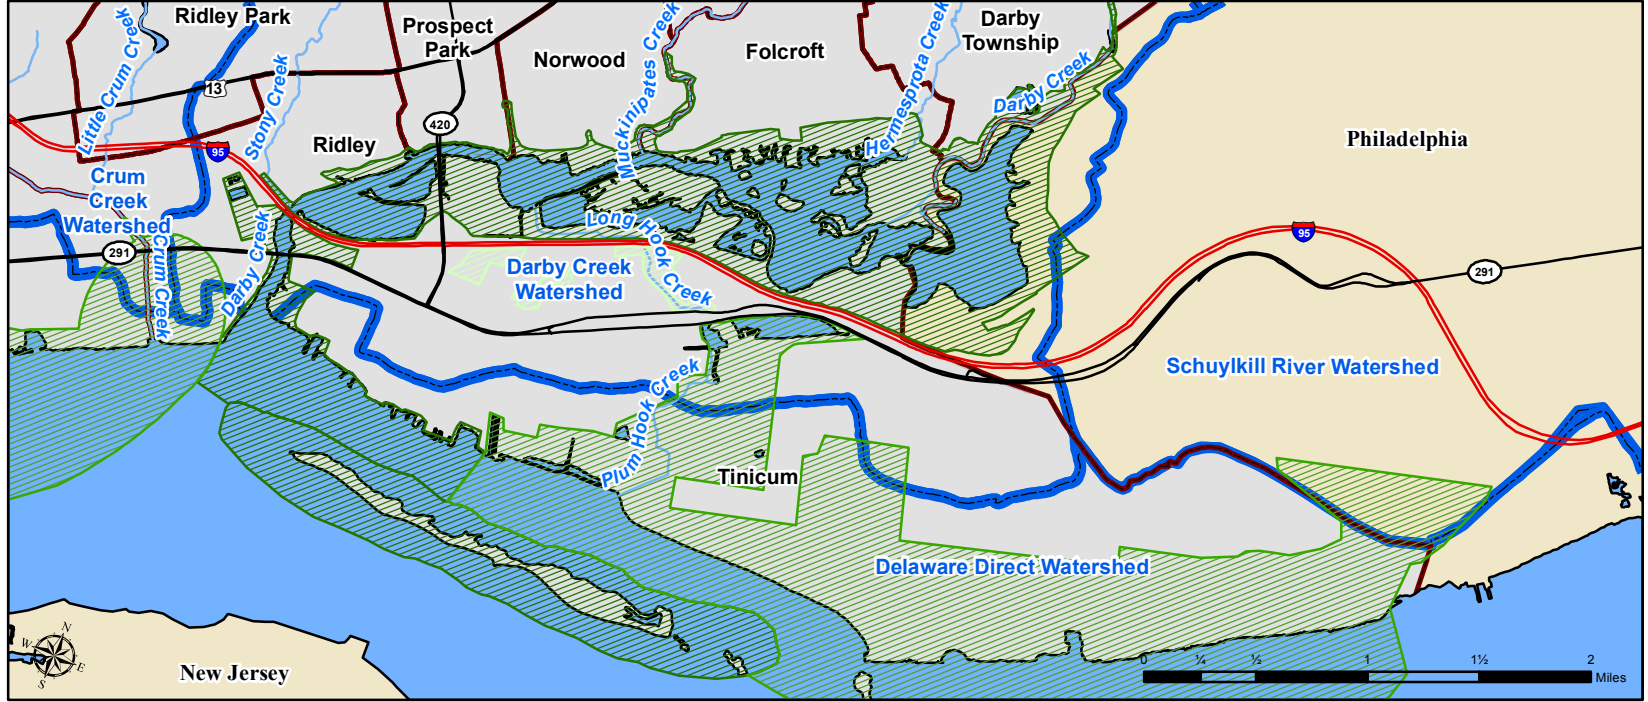 Ridley Park
Prospect
Park
Norwood
Folcroft
Darby
Township
Little Crum Creek
Stony Creek
Muckinipates Creek
Hermesprota Creek
Darby Creek
13
420
95
Ridley
Philadelphia
Crum
Creek
Watershed
291
Crum Creek
Darby Creek
Long Hook Creek
Darby Creek
Watershed
95
291
Schuylkill River Watershed
Plum Hook Creek
Tinicum
Delaware Direct Watershed
N
W
E
S
New Jersey
0 ¼ ½ 1 1½ 2
Miles